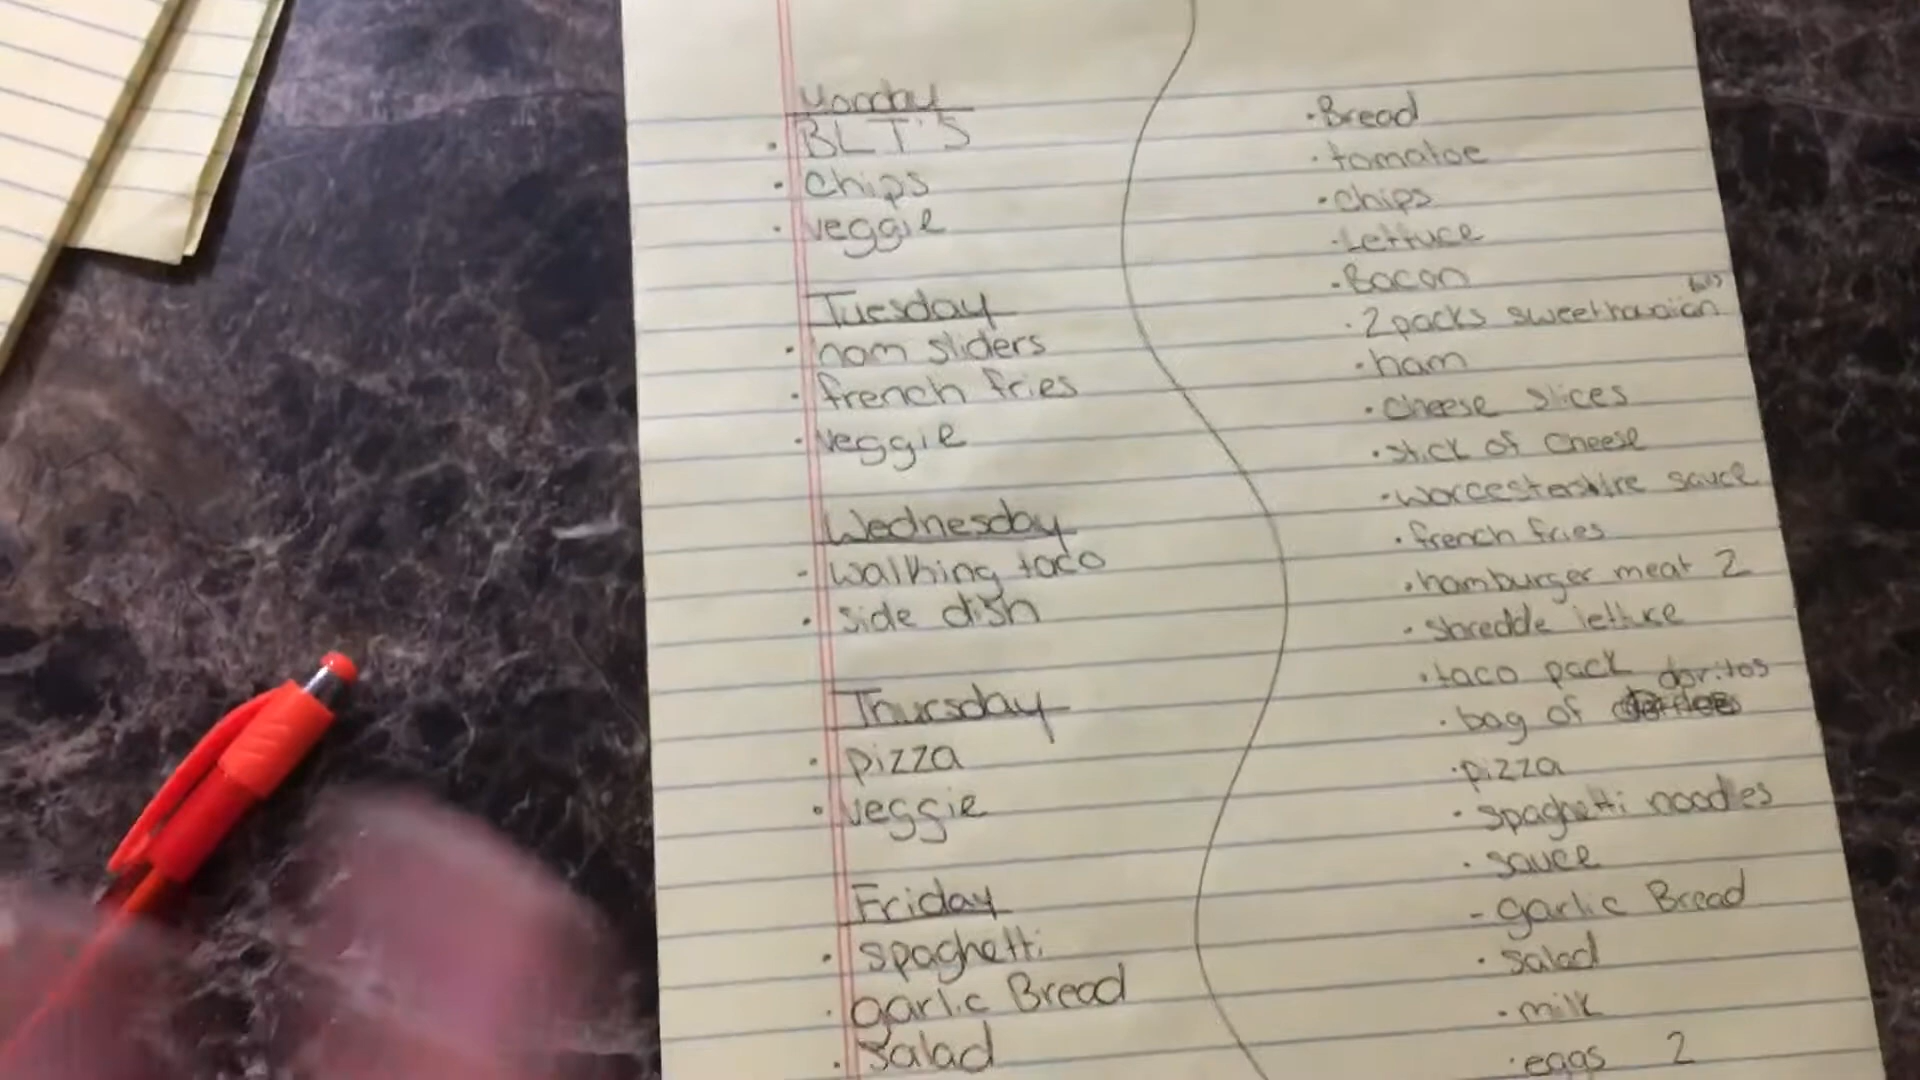 Monday
· BLT'S
· chips
· veggie
Tuesday
· ham sliders
· french fries
· veggie
Wednesday
- walking taco
· side dish
Thursday
· pizza
· veggie
Friday
· spaghetti
· garlic Bread
· Salad
· Bread
· tomatoe
· chips
· Lettuce
· Bacon
· 2 packs sweet hawaiian
· ham
· cheese slices
· stick of cheese
· worcestershire sauce
· french fries
· hamburger meat 2
· shredde lettuce
· taco pack
· bag of doritos
· pizza
· spaghetti noodles
· sauce
- garlic Bread
· salad
· milk
· eggs 2